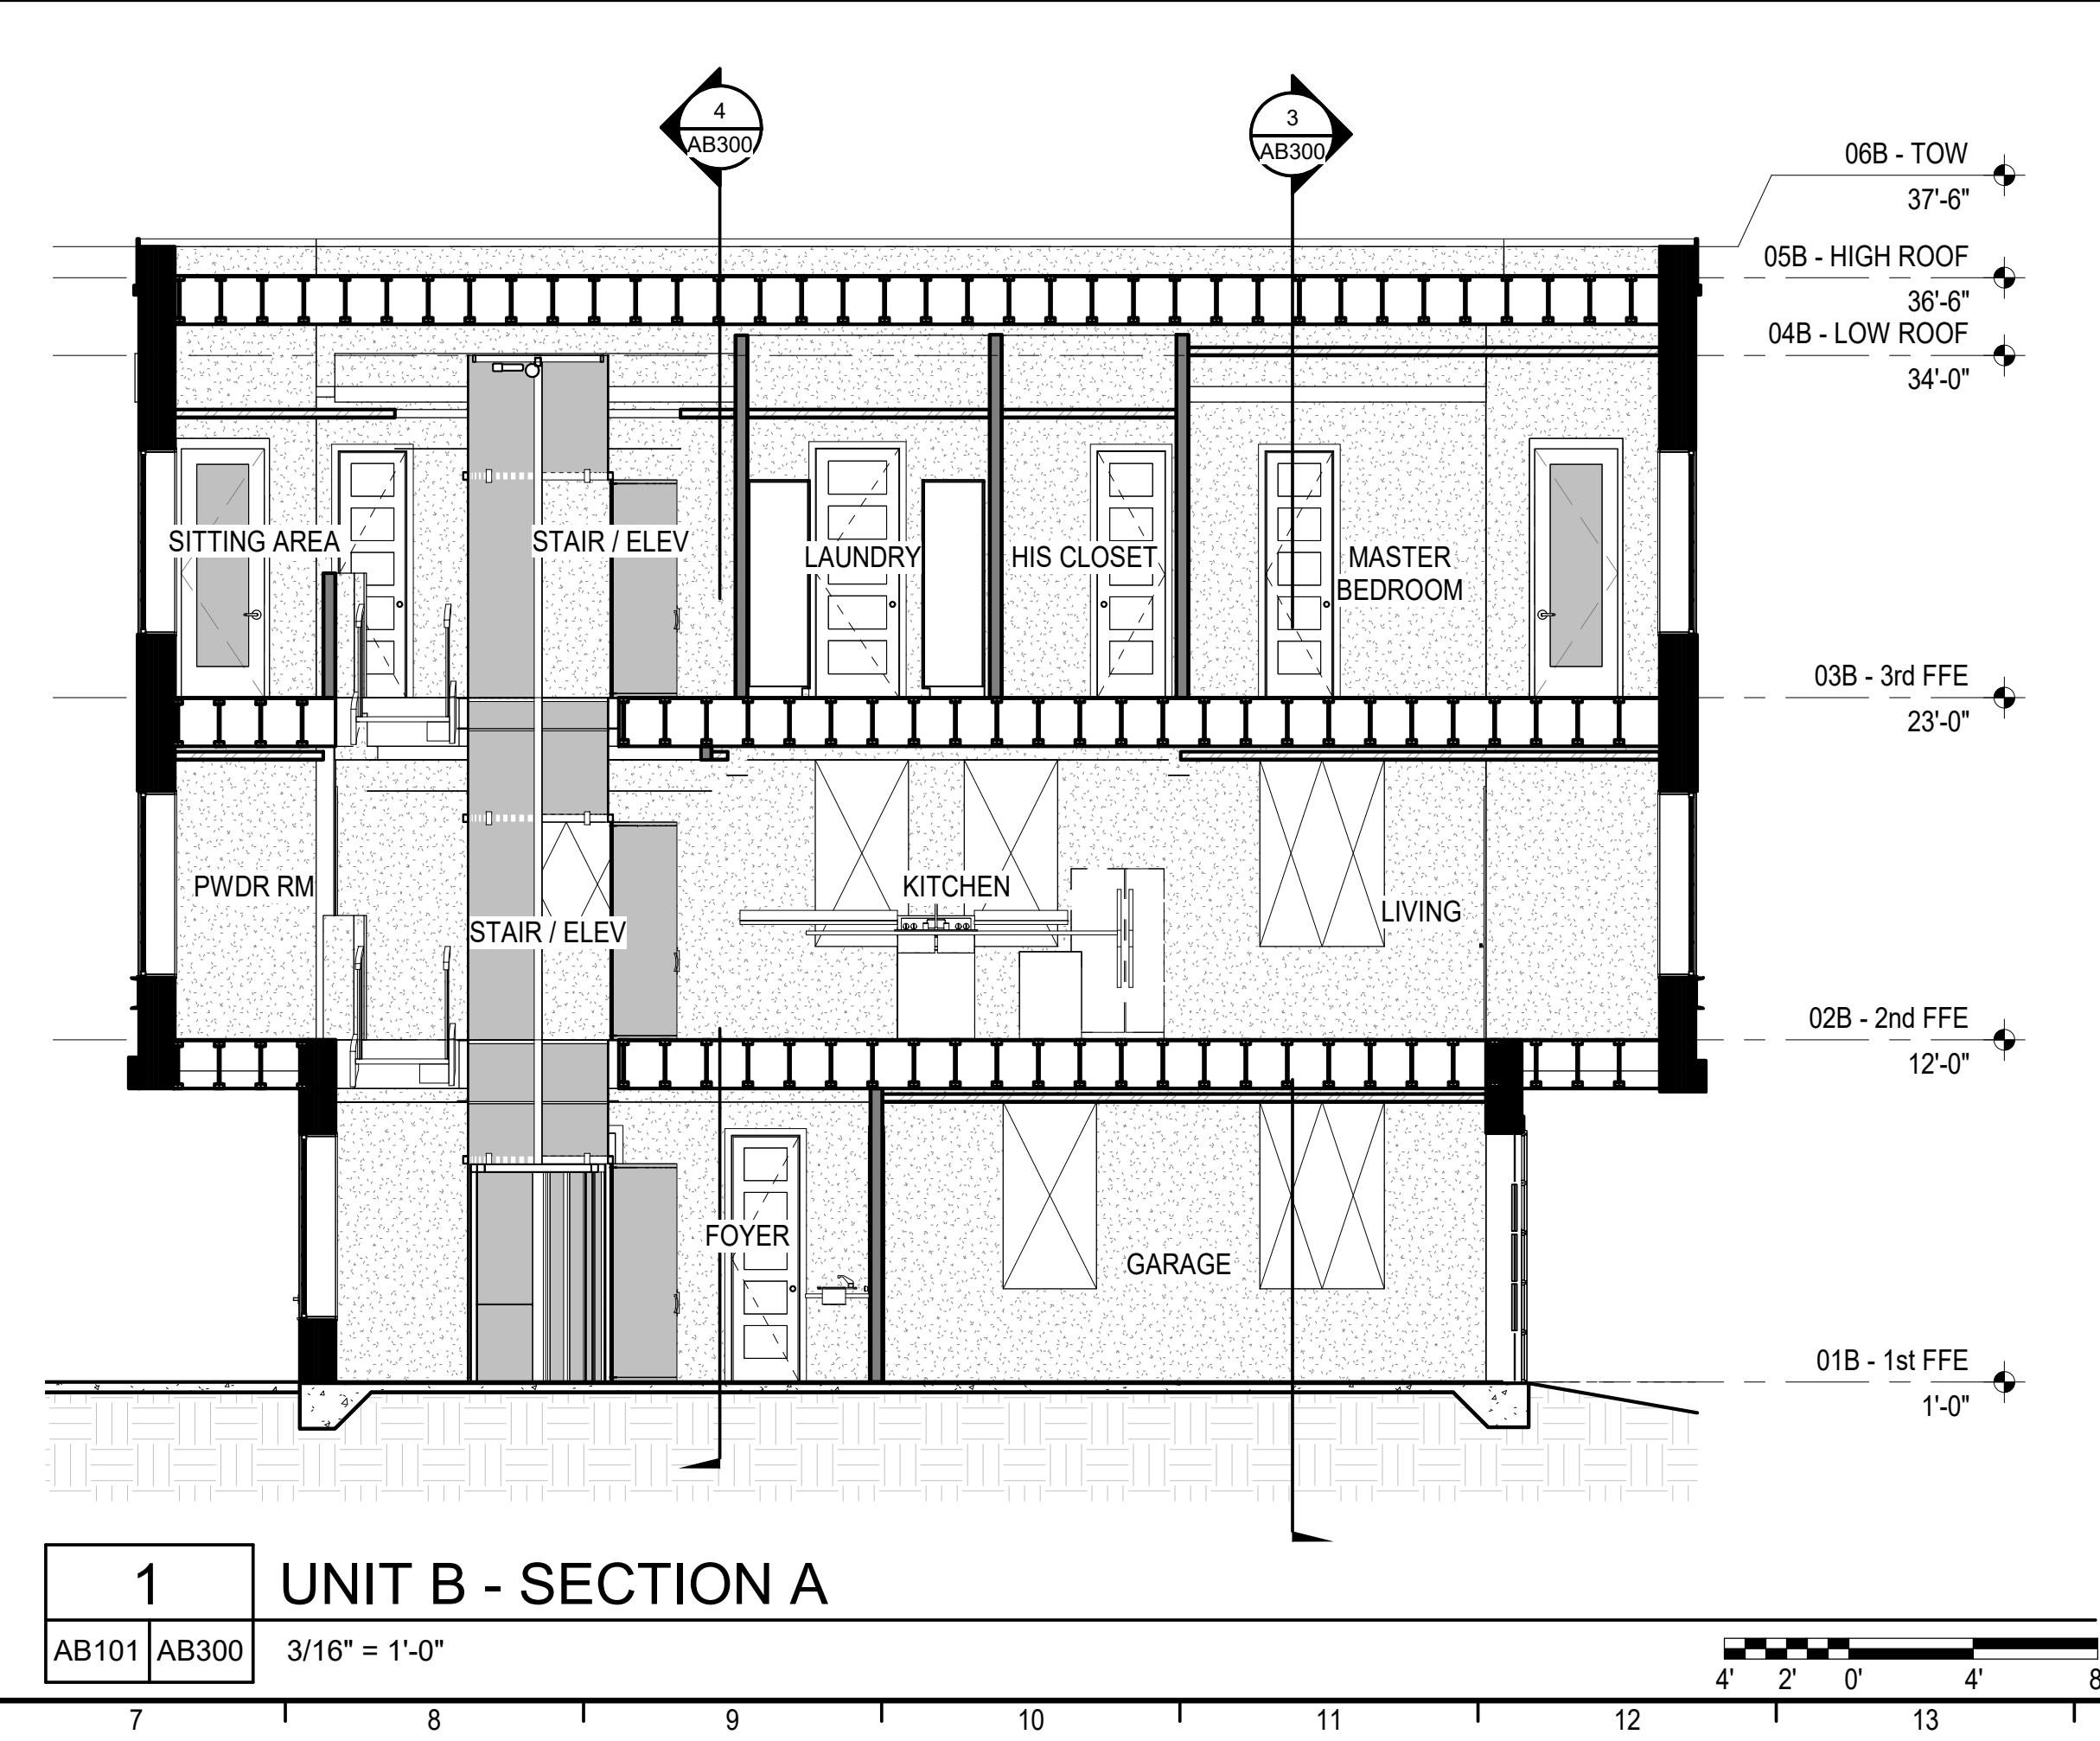 4
AB300
3
AB300
06B - TOW
37'-6"
05B - HIGH ROOF
36'-6"
04B - LOW ROOF
34'-0"
SITTING AREA
STAIR / ELEV
LAUNDRY
HIS CLOSET
MASTER
BEDROOM
03B - 3rd FFE
23'-0"
PWDR RM
STAIR / ELEV
KITCHEN
LIVING
02B - 2nd FFE
12'-0"
FOYER
GARAGE
01B - 1st FFE
1'-0"
1
UNIT B - SECTION A
AB101
AB300
3/16" = 1'-0"
4' 2' 0' 4' 8
7 8 9 10 11 12 13